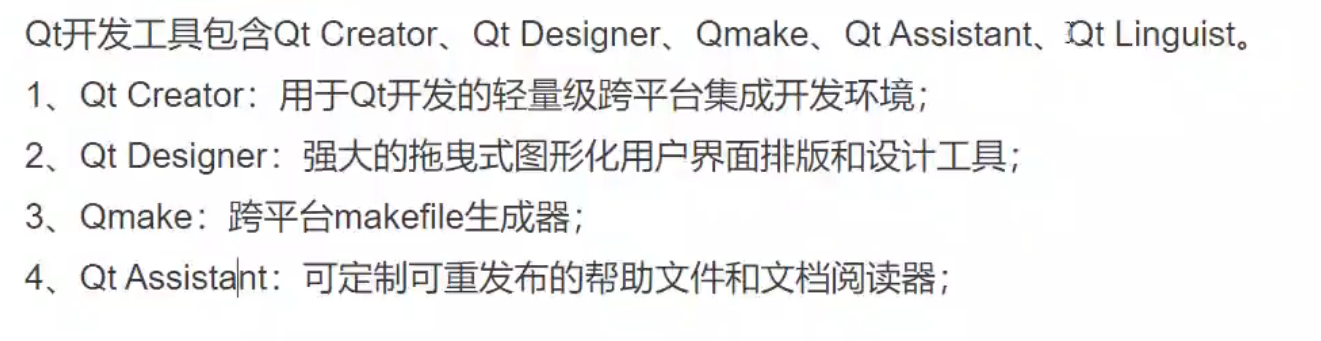 Qt开发工具包含Qt Creator、Qt Designer、Qmake、Qt Assistant、Qt Linguist。
1、Qt Creator：用于Qt开发的轻量级跨平台集成开发环境；
2、Qt Designer：强大的拖曳式图形化用户界面排版和设计工具；
3、Qmake：跨平台makefile生成器；
4、Qt Assistant：可定制可重发布的帮助文件和文档阅读器；